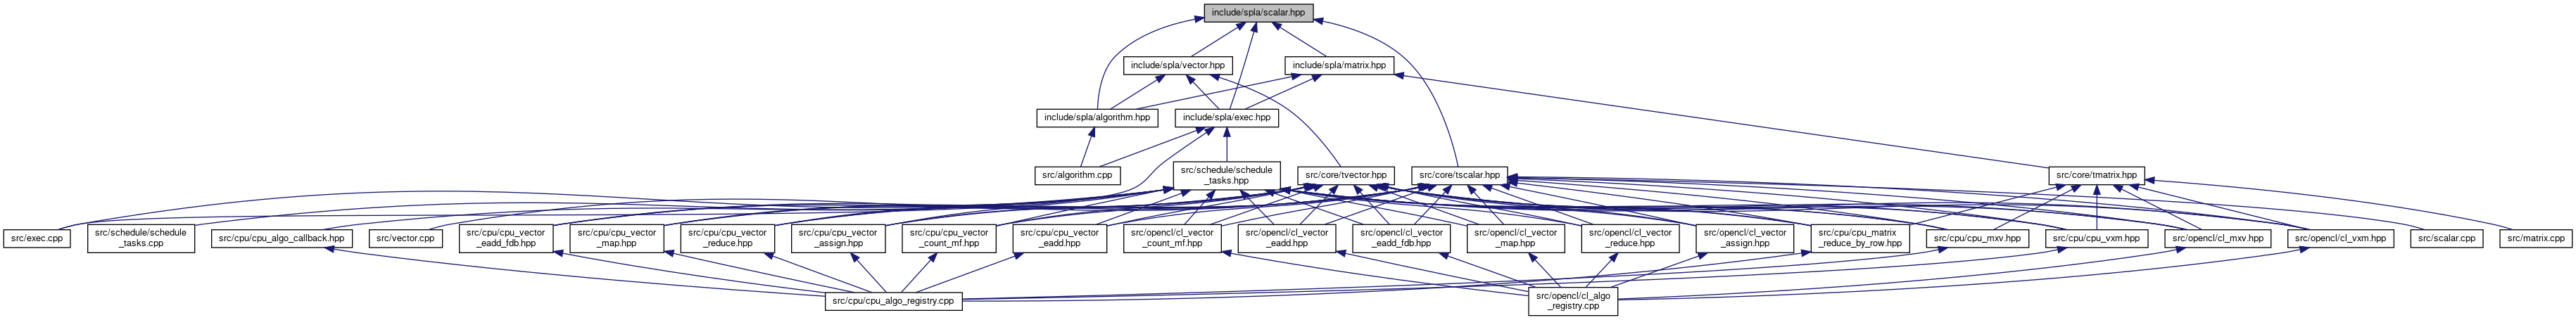 include/spla/scalar.hpp
include/spla/vector.hpp
include/spla/matrix.hpp
include/spla/algorithm.hpp
include/spla/exec.hpp
src/algorithm.cpp
src/schedule/schedule
_tasks.hpp
src/core/tvector.hpp
src/core/tscalar.hpp
src/core/tmatrix.hpp
src/exec.cpp
src/schedule/schedule
_tasks.cpp
src/cpu/cpu_algo_callback.hpp
src/vector.cpp
src/cpu/cpu_vector
_eadd_fdb.hpp
src/cpu/cpu_vector
_map.hpp
src/cpu/cpu_vector
_reduce.hpp
src/cpu/cpu_vector
_assign.hpp
src/cpu/cpu_vector
_count_mf.hpp
src/cpu/cpu_vector
_eadd.hpp
src/opencl/cl_vector
_count_mf.hpp
src/opencl/cl_vector
_eadd.hpp
src/opencl/cl_vector
_eadd_fdb.hpp
src/opencl/cl_vector
_map.hpp
src/opencl/cl_vector
_reduce.hpp
src/opencl/cl_vector
_assign.hpp
src/cpu/cpu_matrix
_reduce_by_row.hpp
src/cpu/cpu_mxv.hpp
src/cpu/cpu_vxm.hpp
src/opencl/cl_mxv.hpp
src/opencl/cl_vxm.hpp
src/scalar.cpp
src/matrix.cpp
src/cpu/cpu_algo_registry.cpp
src/opencl/cl_algo
_registry.cpp